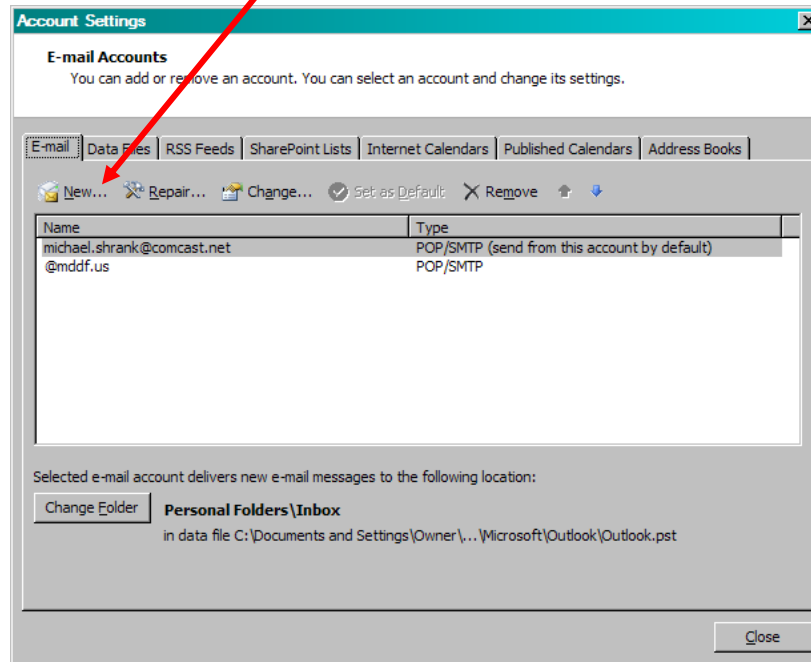 Account Settings
E-mail Accounts
You can add or remove an account. You can select an account and change its settings.
E-mail Data Files RSS Feeds SharePoint Lists Internet Calendars Published Calendars Address Books
New... Repair... Change... Set as Default Remove
Name Type
michael.shrank@comcast.net POP/SMTP (send from this account by default)
@mddf.us POP/SMTP
Selected e-mail account delivers new e-mail messages to the following location:
Change Folder Personal Folders\Inbox
in data file C:\Documents and Settings\Owner\...\Microsoft\Outlook\Outlook.pst
Close